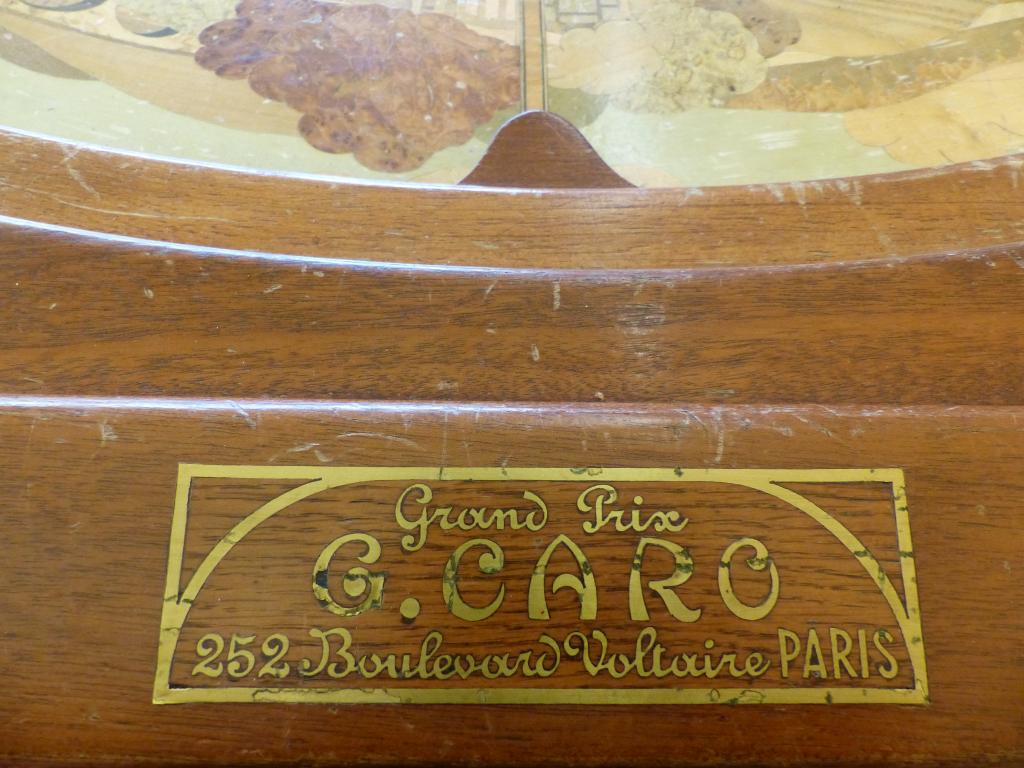 Grand Prix
G. CARO
252 Boulevard Voltaire PARIS